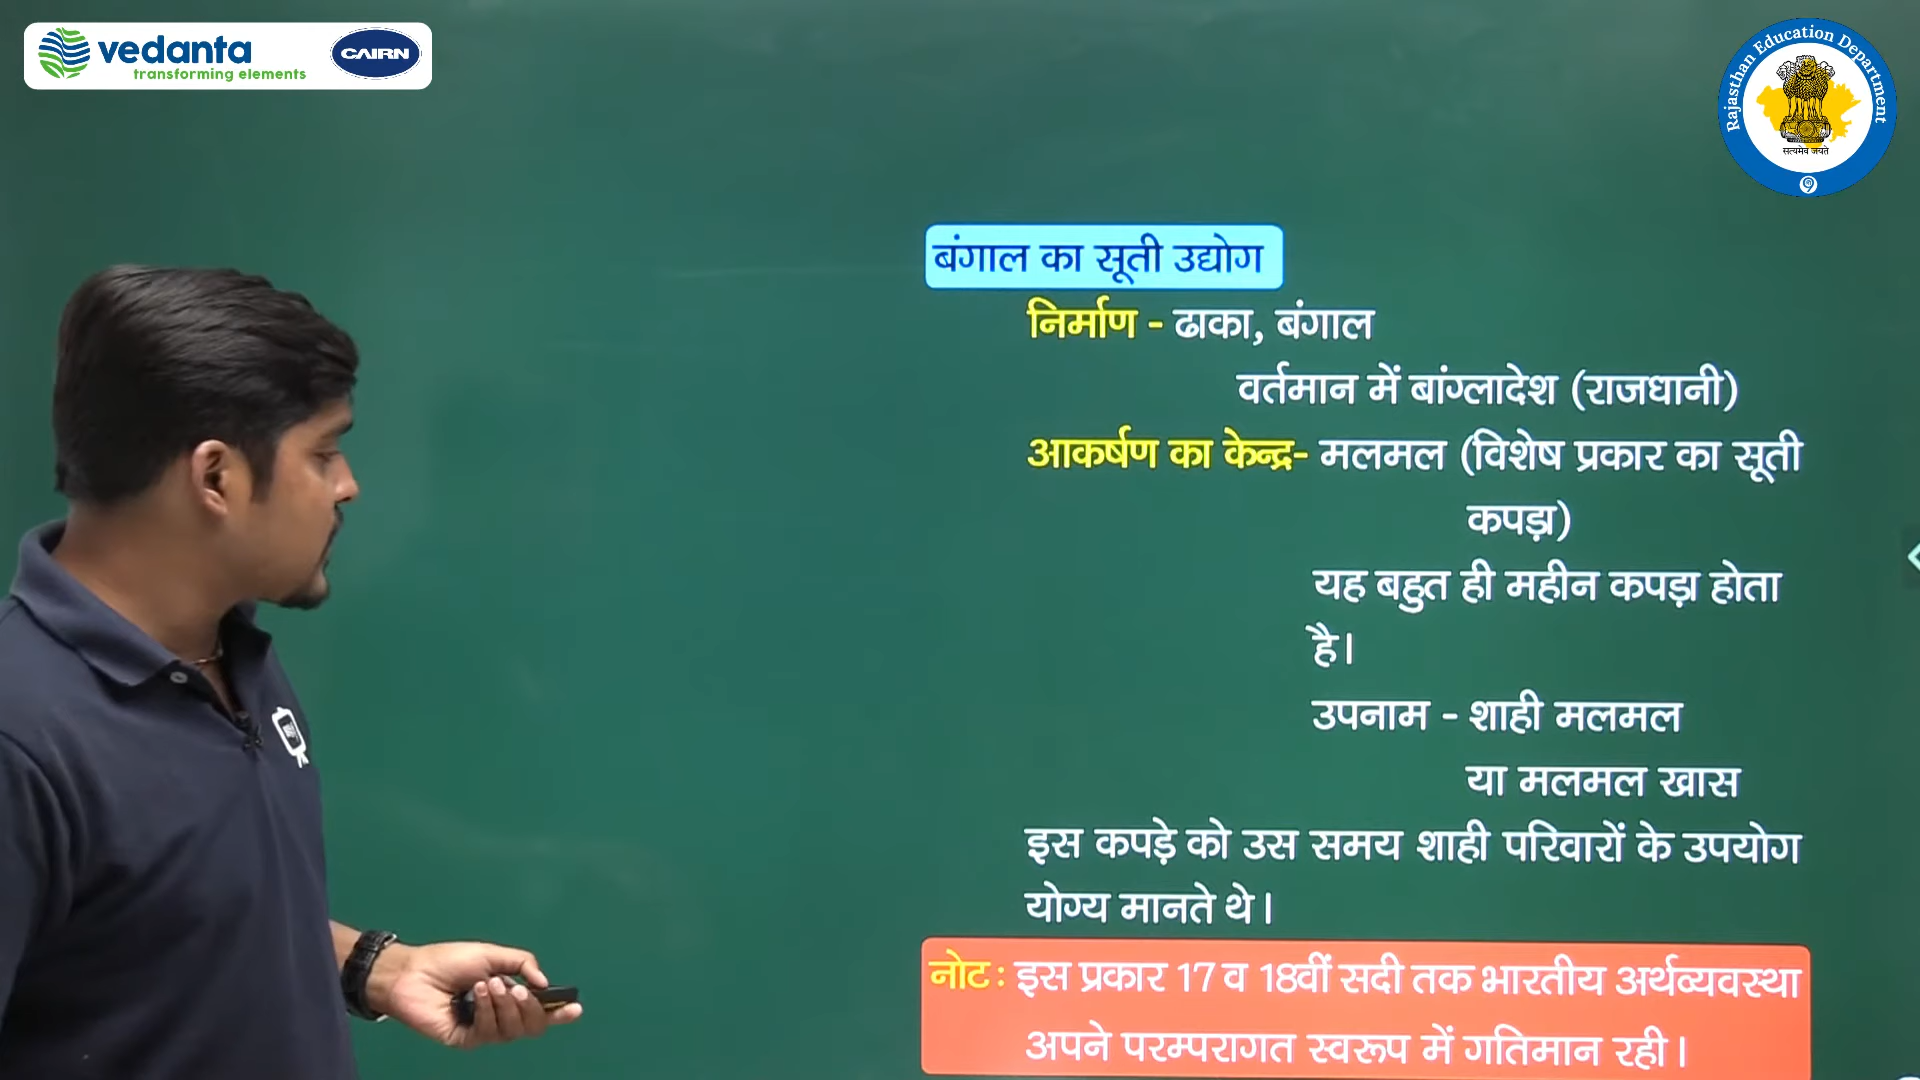 vedanta
transforming elements
CAIRN
Rajasthan Education Department
सत्यमेव जयते
बंगाल का सूती उद्योग
निर्माण - ढाका, बंगाल
वर्तमान में बांग्लादेश (राजधानी)
आकर्षण का केन्द्र- मलमल (विशेष प्रकार का सूती
कपड़ा)
यह बहुत ही महीन कपड़ा होता
है।
उपनाम - शाही मलमल
या मलमल खास
इस कपड़े को उस समय शाही परिवारों के उपयोग
योग्य मानते थे।
नोट: इस प्रकार 17 व 18वीं सदी तक भारतीय अर्थव्यवस्था
अपने परम्परागत स्वरूप में गतिमान रही।